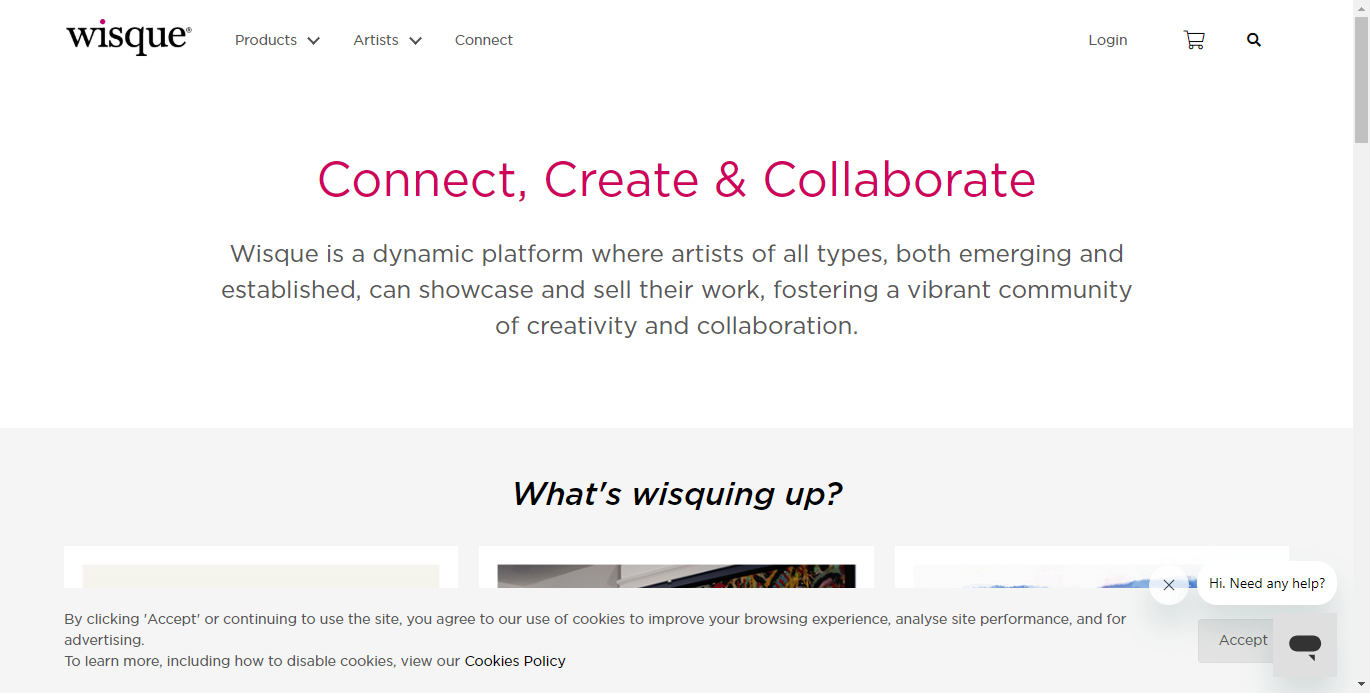 wisque®
Products
Artists
Connect
Login
Connect, Create & Collaborate
Wisque is a dynamic platform where artists of all types, both emerging and
established, can showcase and sell their work, fostering a vibrant community
of creativity and collaboration.
What's wisquing up?
Hi. Need any help?
By clicking 'Accept' or continuing to use the site, you agree to our use of cookies to improve your browsing experience, analyse site performance, and for
advertising.
To learn more, including how to disable cookies, view our Cookies Policy
Accept